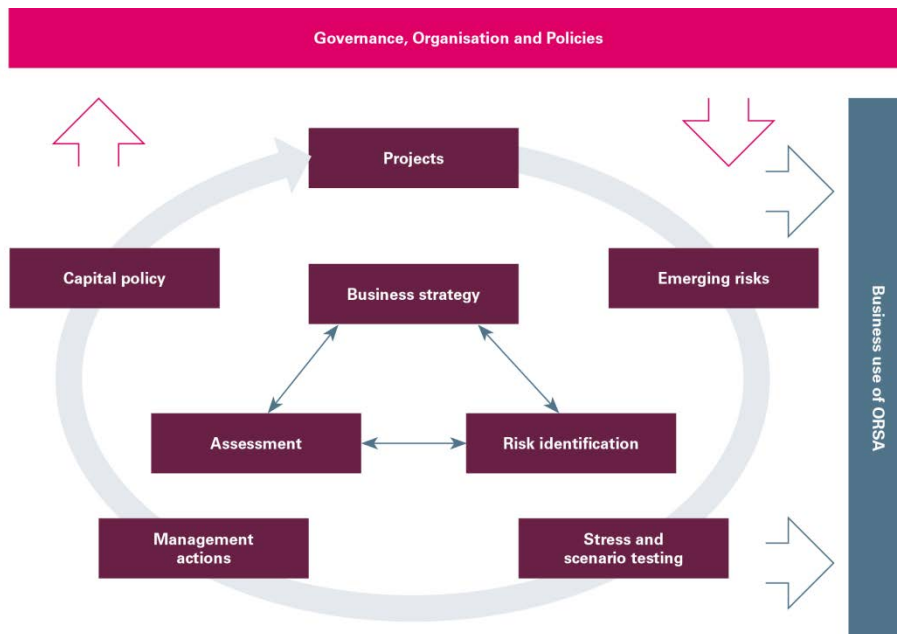 Governance, Organisation and Policies
Projects
Capital policy
Emerging risks
Business strategy
Business use of ORSA
Assessment
Risk identification
Management
actions
Stress and
scenario testing